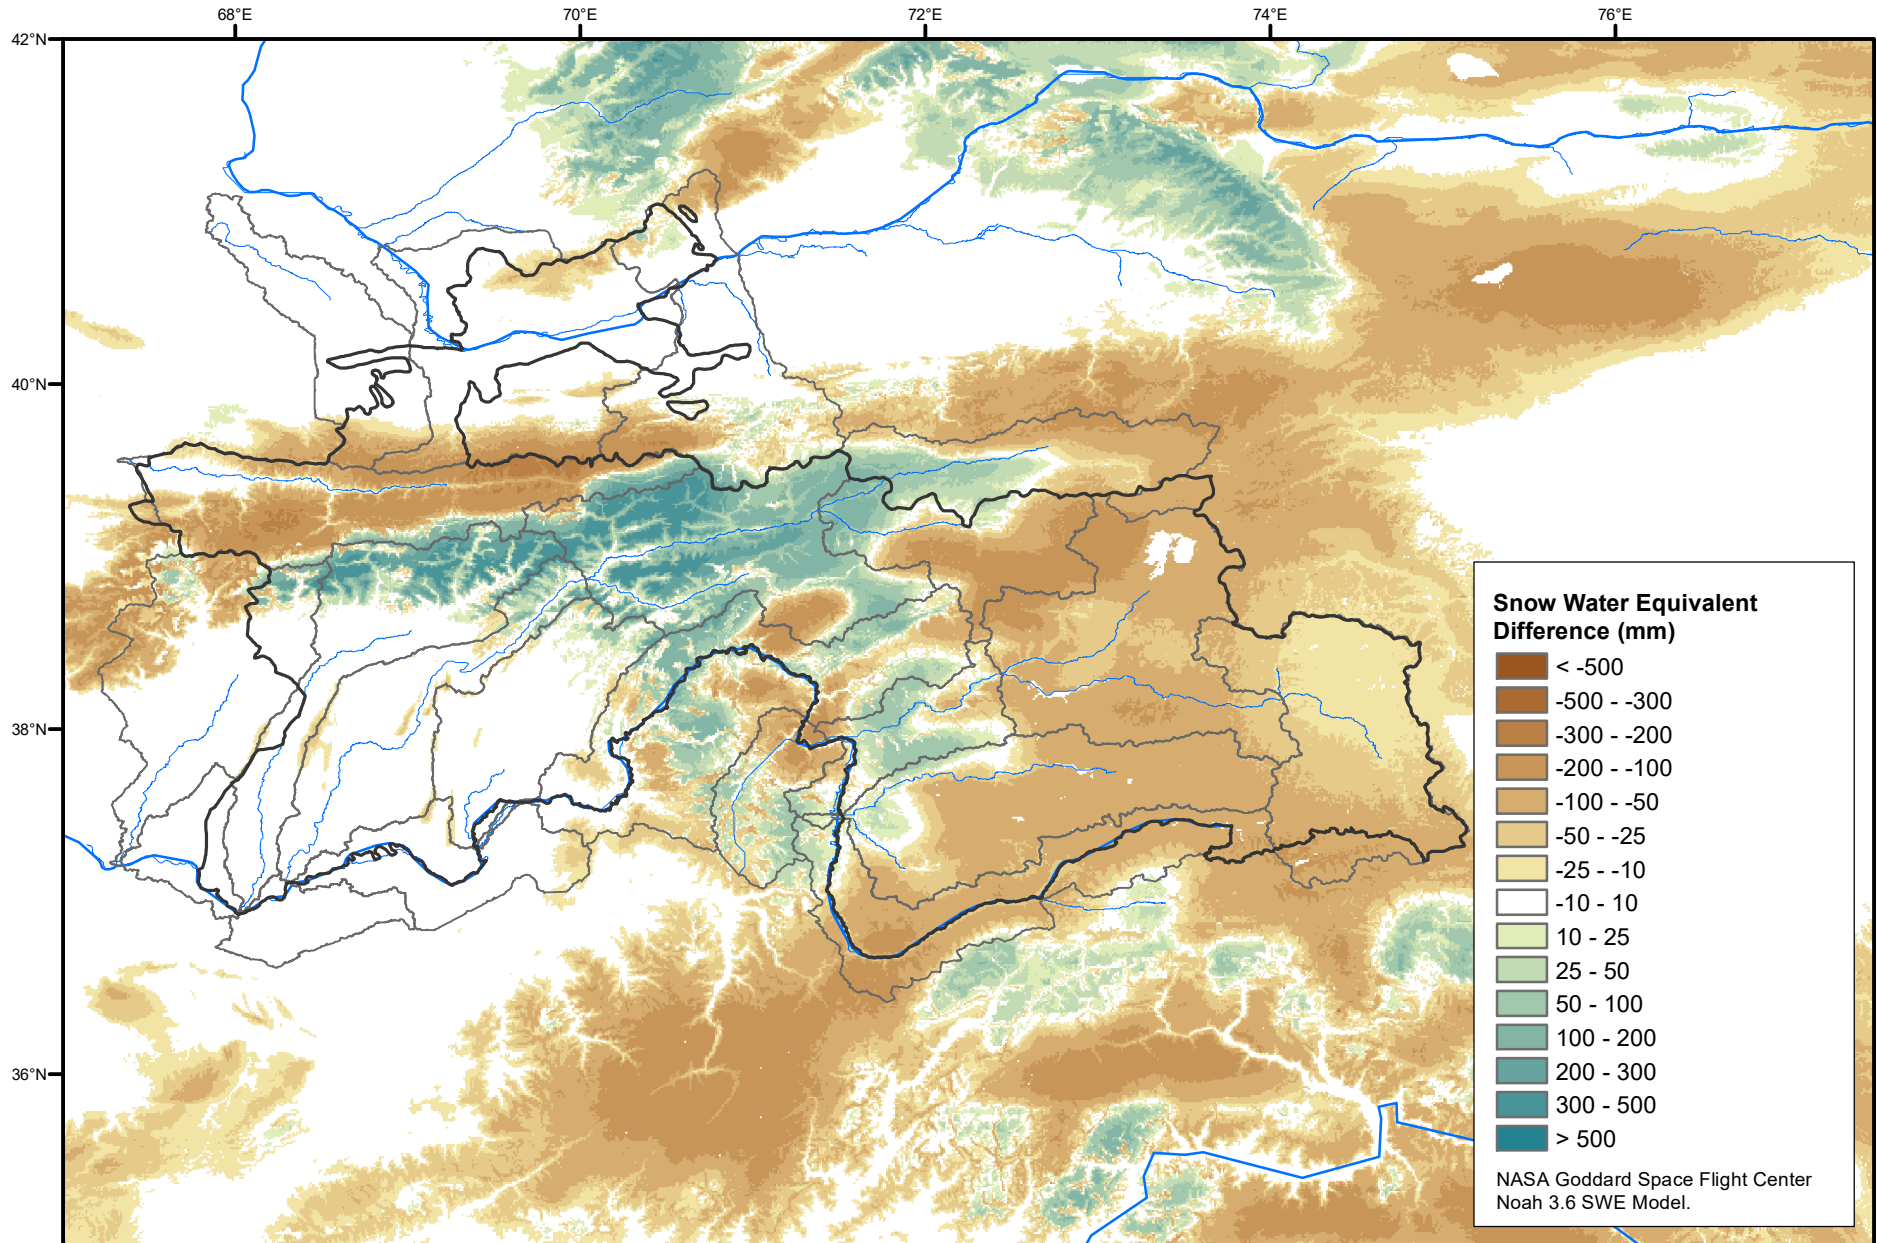 68°E
70°E
72°E
74°E
76°E
42°N
40°N
38°N
36°N
Snow Water Equivalent
Difference (mm)
< -500
-500 - -300
-300 - -200
-200 - -100
-100 - -50
-50 - -25
-25 - -10
-10 - 10
10 - 25
25 - 50
50 - 100
100 - 200
200 - 300
300 - 500
> 500
NASA Goddard Space Flight Center
Noah 3.6 SWE Model.